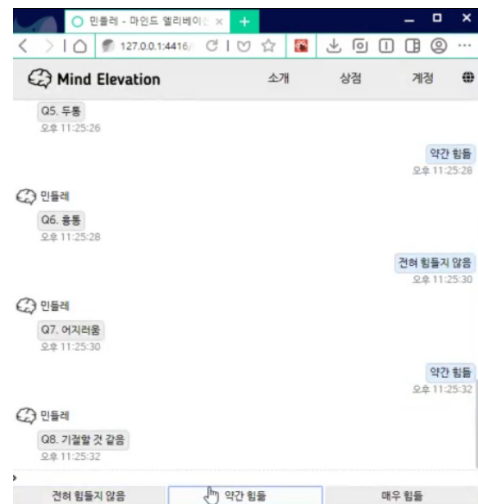 민들레 - 마인드 엘리베이
127.0.0.1:4416/
Mind Elevation 소개 상점 계정
Q5. 두통
오후 11:25:26
약간 힘듦
오후 11:25:28
민들레
Q6. 흉통
오후 11:25:28
전혀 힘들지 않음
오후 11:25:30
민들레
Q7. 어지러움
오후 11:25:30
약간 힘듦
오후 11:25:32
민들레
Q8. 기절할 것 같음
오후 11:25:32
전혀 힘들지 않음 약간 힘듦 매우 힘듦